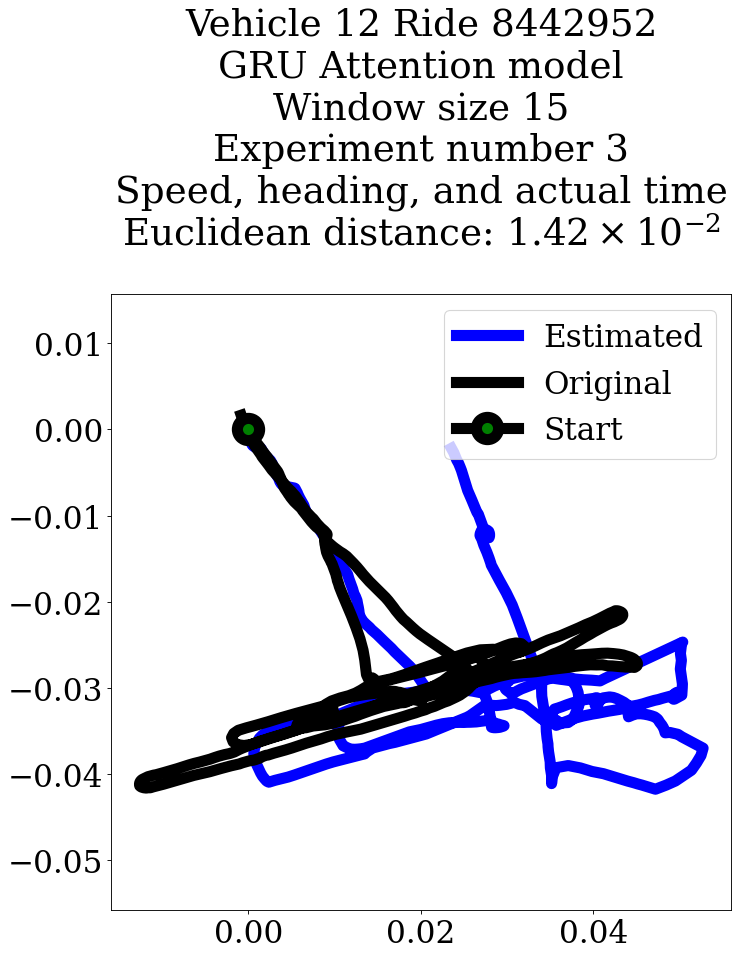 Vehicle 12 Ride 8442952
GRU Attention model
Window size 15
Experiment number 3
Speed, heading, and actual time
Euclidean distance: 1.42 × 10⁻²
Estimated
Original
Start
0.01
0.00
−0.01
−0.02
−0.03
−0.04
−0.05
0.00 0.02 0.04